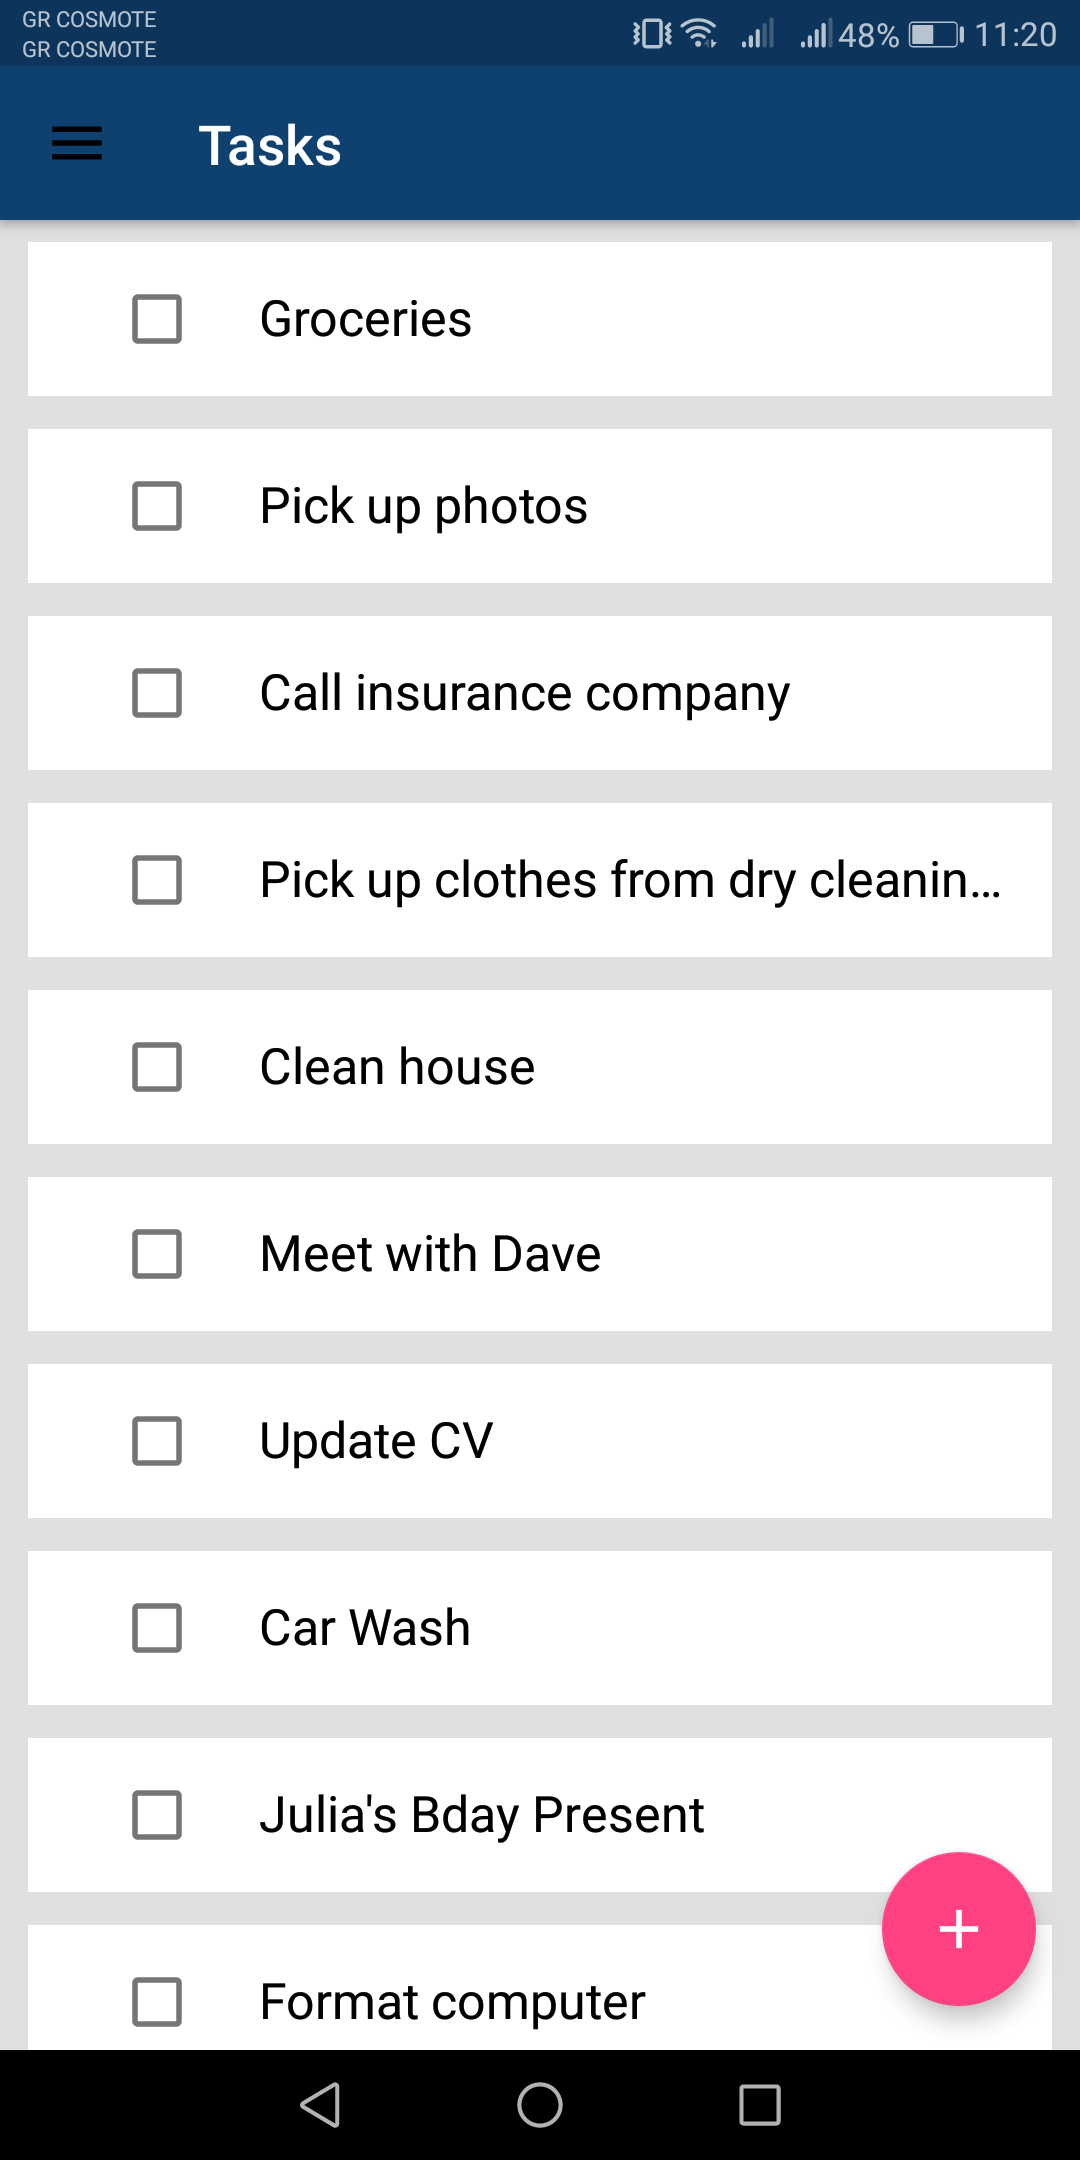 GR COSMOTE
GR COSMOTE
48% 11:20
Tasks
Groceries
Pick up photos
Call insurance company
Pick up clothes from dry cleanin...
Clean house
Meet with Dave
Update CV
Car Wash
Julia's Bday Present
+
Format computer